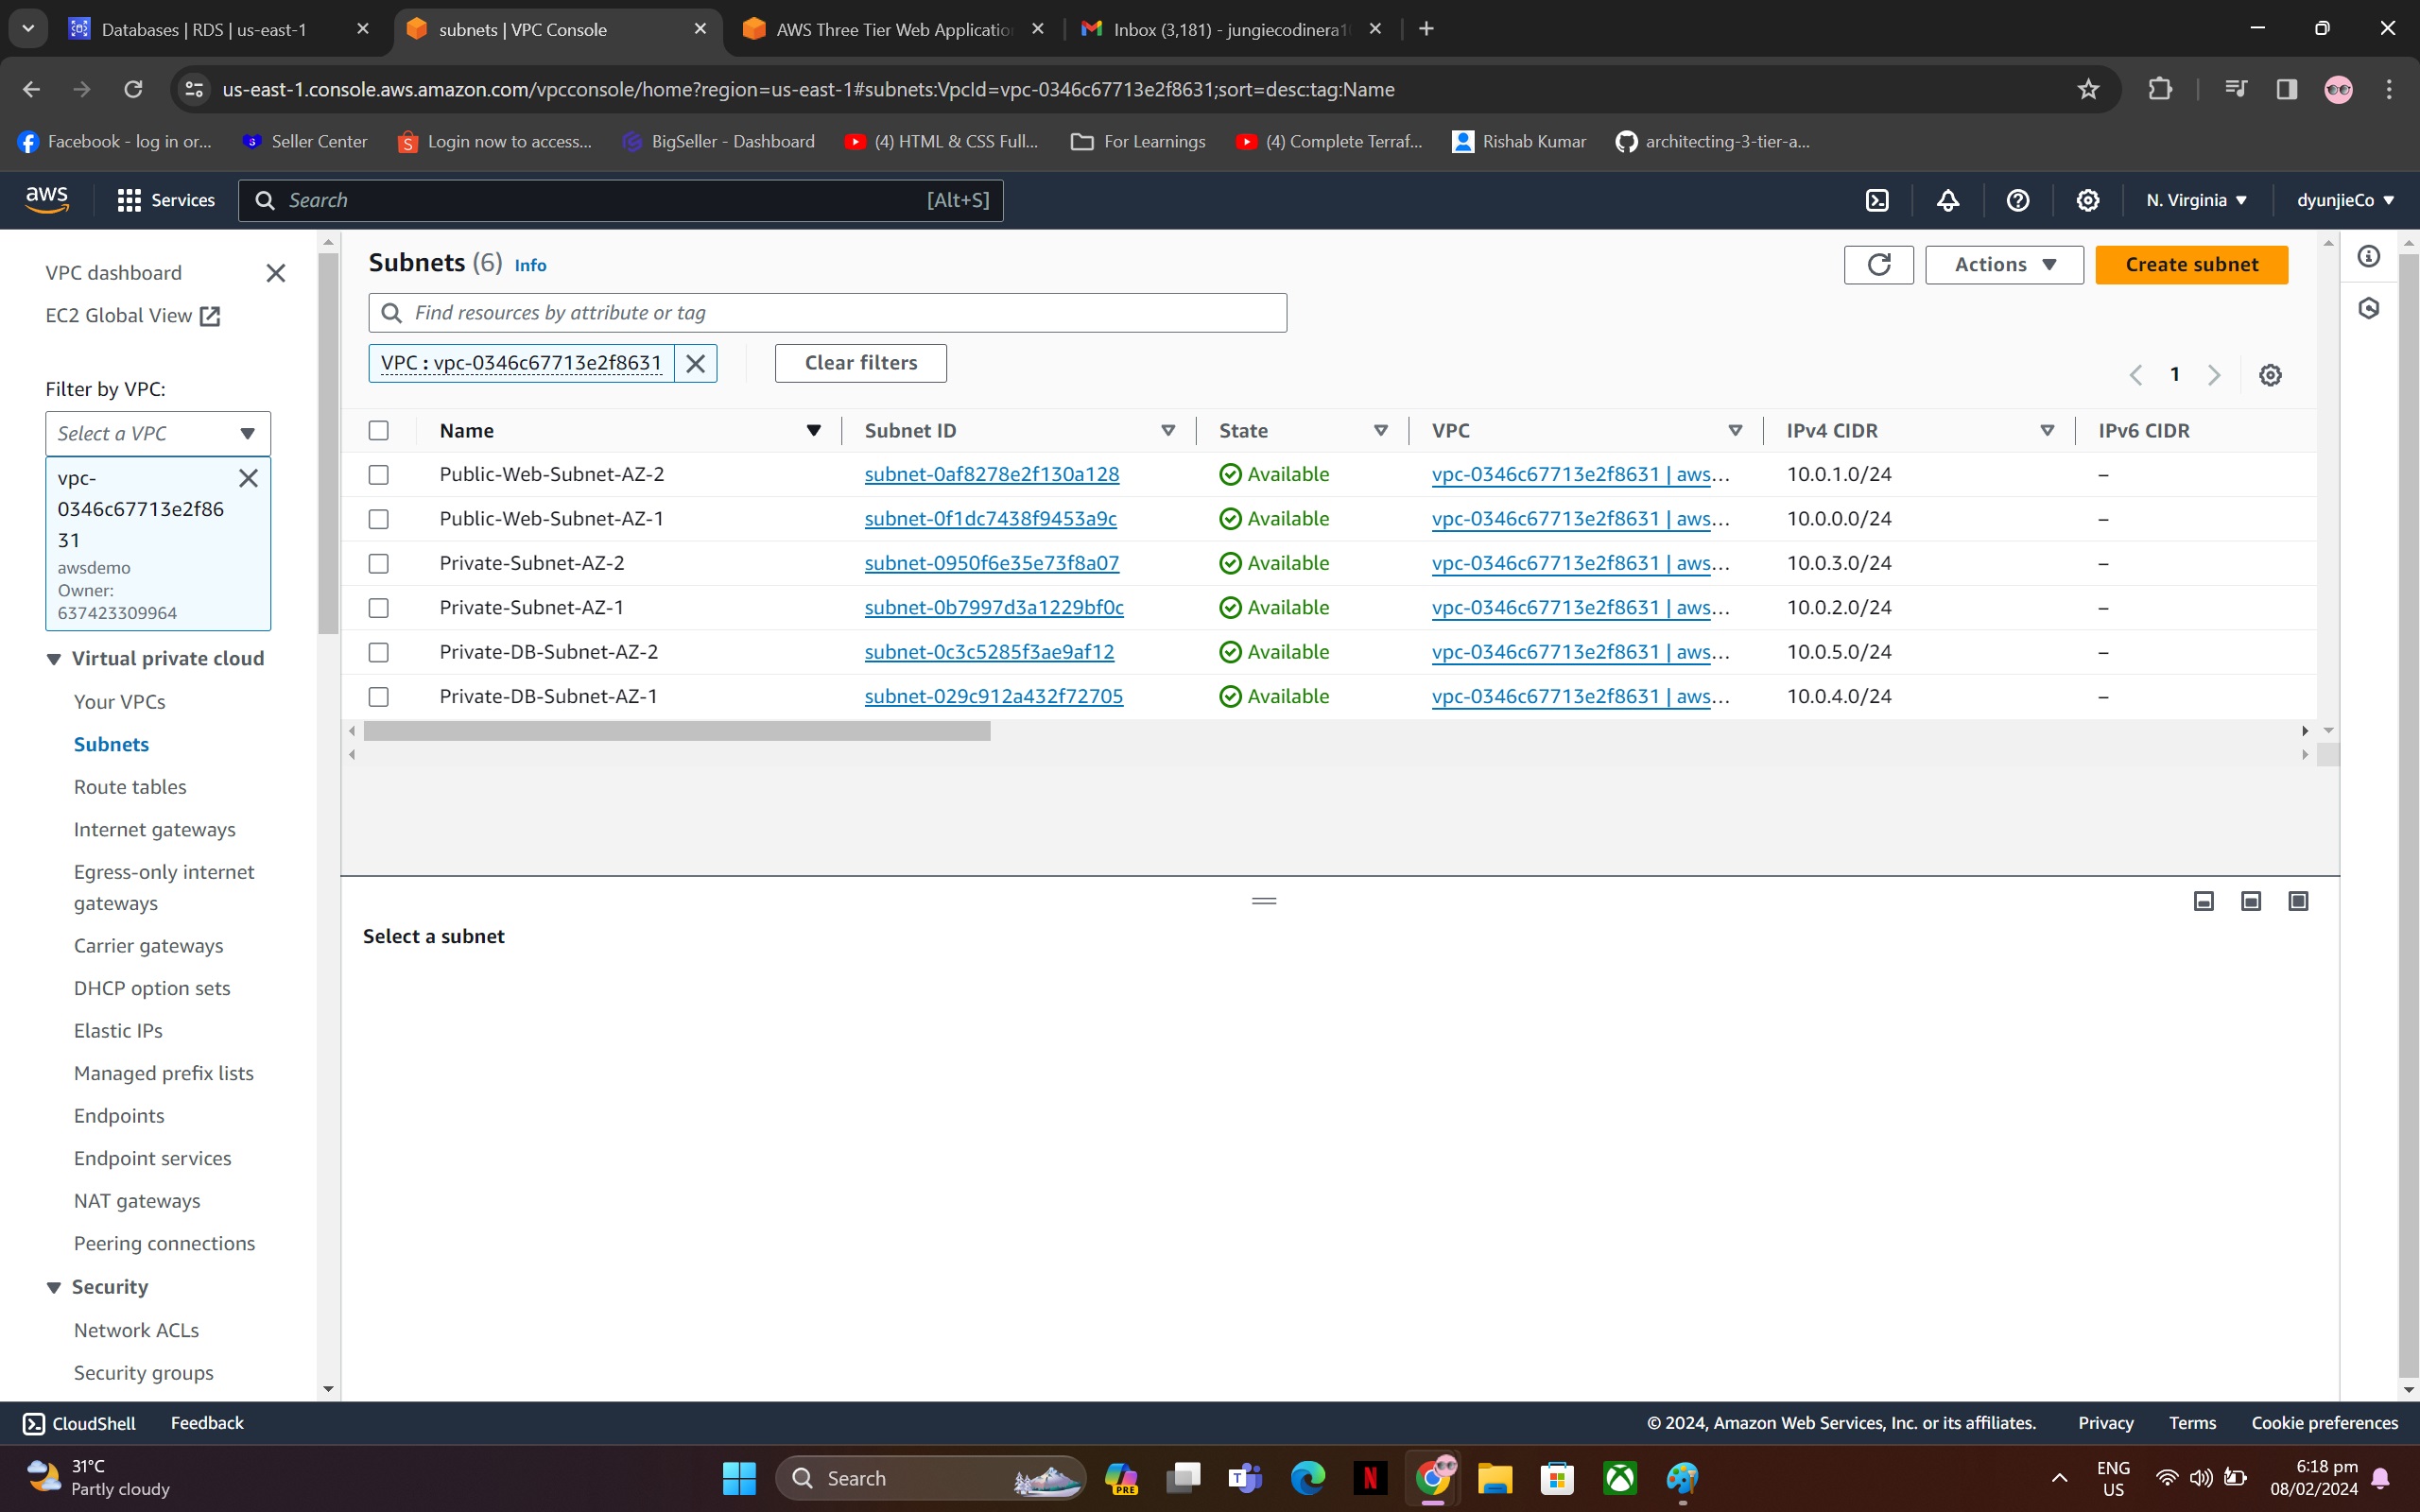 Databases | RDS | us-east-1
subnets | VPC Console
AWS Three Tier Web Applicatio
Inbox (3,181) - jungiecodinera1
us-east-1.console.aws.amazon.com/vpcconsole/home?region=us-east-1#subnets:VpcId=vpc-0346c67713e2f8631;sort=desc:tag:Name
Facebook - log in or...
Seller Center
Login now to access...
BigSeller - Dashboard
(4) HTML & CSS Full...
For Learnings
(4) Complete Terraf...
Rishab Kumar
architecting-3-tier-a...
aws
Services
Search
[Alt+S]
N. Virginia
dyunjieCo
VPC dashboard
EC2 Global View
Filter by VPC:
Select a VPC
vpc-
0346c67713e2f86
31
awsdemo
Owner:
637423309964
Virtual private cloud
Your VPCs
Subnets
Route tables
Internet gateways
Egress-only internet
gateways
Carrier gateways
DHCP option sets
Elastic IPs
Managed prefix lists
Endpoints
Endpoint services
NAT gateways
Peering connections
Security
Network ACLs
Security groups
Subnets (6) Info
Actions
Create subnet
Find resources by attribute or tag
VPC : vpc-0346c67713e2f8631
Clear filters
1
Name Subnet ID State VPC IPv4 CIDR IPv6 CIDR
Public-Web-Subnet-AZ-2 subnet-0af8278e2f130a128 Available vpc-0346c67713e2f8631 | aws... 10.0.1.0/24 –
Public-Web-Subnet-AZ-1 subnet-0f1dc7438f9453a9c Available vpc-0346c67713e2f8631 | aws... 10.0.0.0/24 –
Private-Subnet-AZ-2 subnet-0950f6e35e73f8a07 Available vpc-0346c67713e2f8631 | aws... 10.0.3.0/24 –
Private-Subnet-AZ-1 subnet-0b7997d3a1229bf0c Available vpc-0346c67713e2f8631 | aws... 10.0.2.0/24 –
Private-DB-Subnet-AZ-2 subnet-0c3c5285f3ae9af12 Available vpc-0346c67713e2f8631 | aws... 10.0.5.0/24 –
Private-DB-Subnet-AZ-1 subnet-029c912a432f72705 Available vpc-0346c67713e2f8631 | aws... 10.0.4.0/24 –
Select a subnet
CloudShell
Feedback
© 2024, Amazon Web Services, Inc. or its affiliates.
Privacy
Terms
Cookie preferences
31°C
Partly cloudy
Search
PRE
ENG
US
6:18 pm
08/02/2024